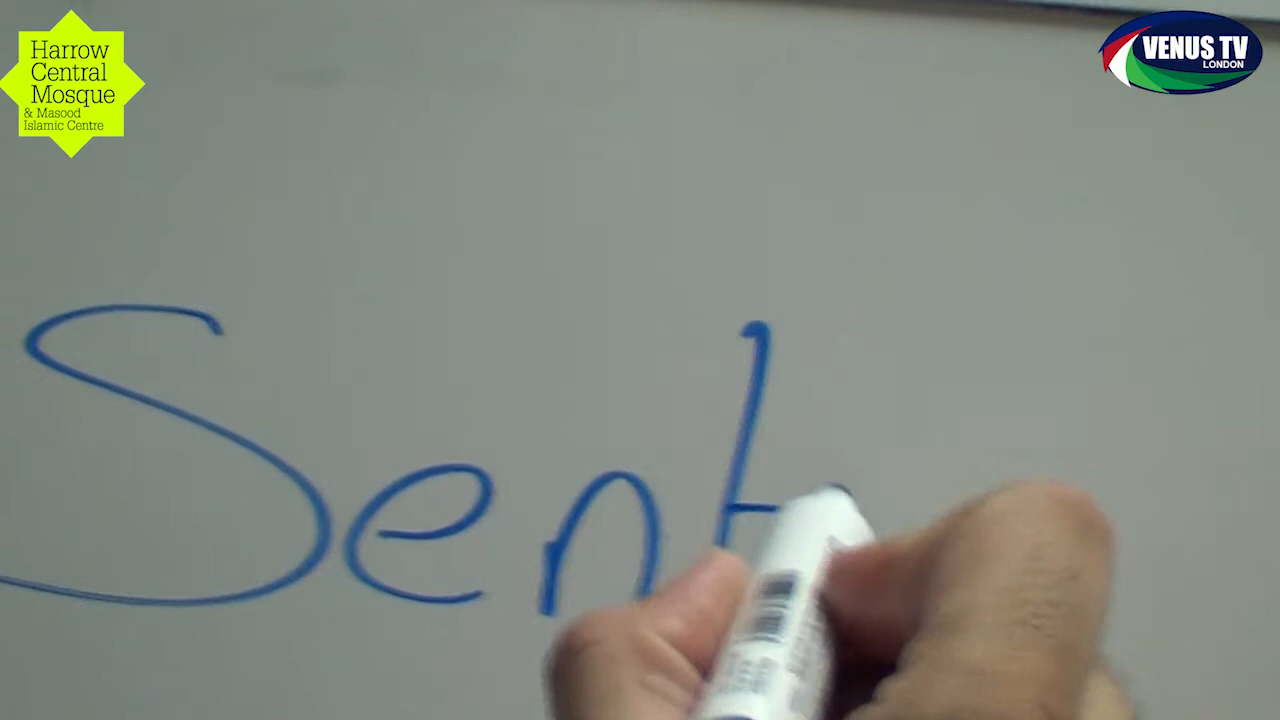 Harrow
Central
Mosque
& Masood
Islamic Centre
VENUS TV
LONDON
Sent